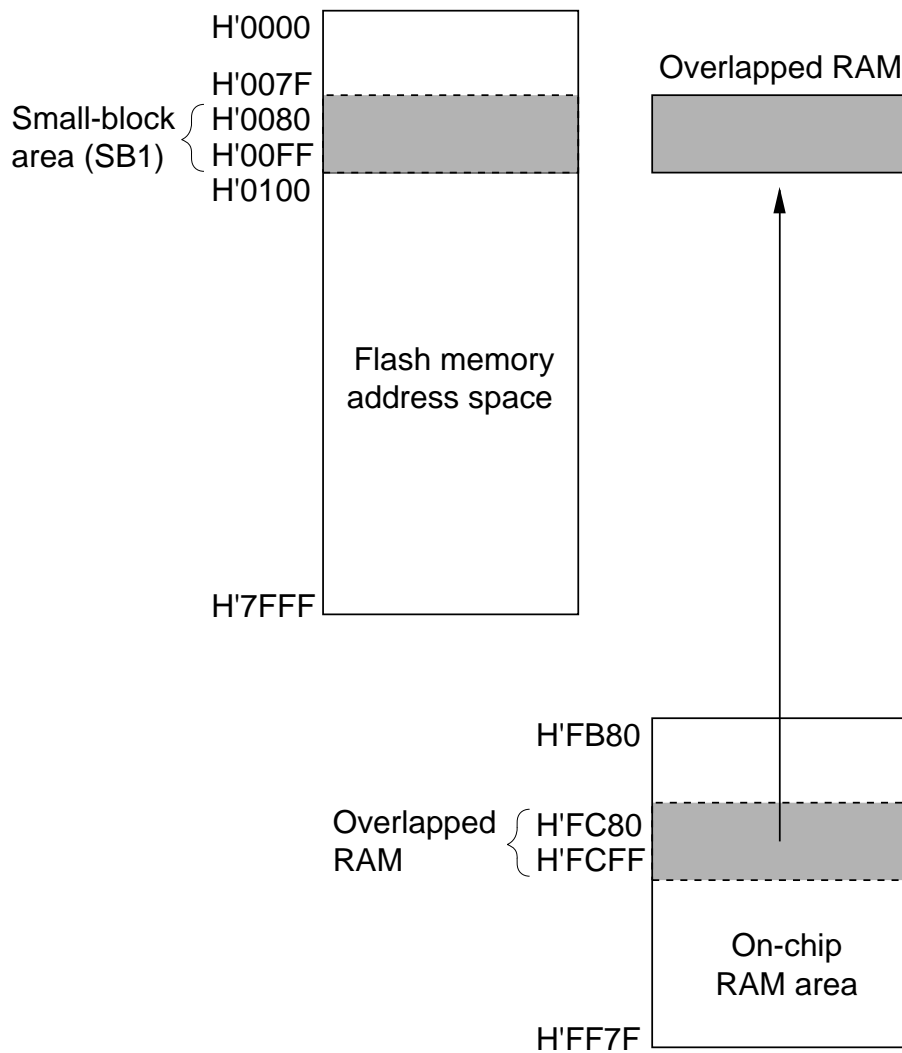 H'0000
H'007F
Small-block
area (SB1)
H'0080
H'00FF
H'0100
Overlapped RAM
Flash memory
address space
H'7FFF
H'FB80
Overlapped
RAM
H'FC80
H'FCFF
On-chip
RAM area
H'FF7F